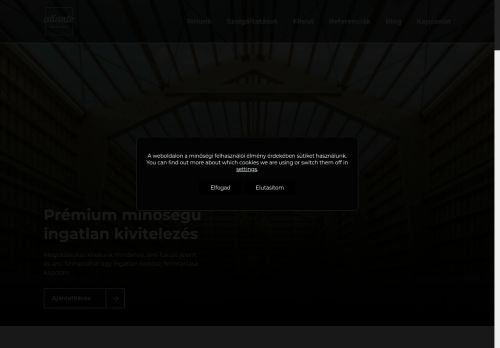 Rólunk Szolgáltatások Filvist Referenciák Blog Kapcsolat
A weboldalon a minőségi felhasználói élmény érdekében sütiket használunk.
You can find out more about which cookies we are using or switch them off in
settings.
Elfogad Elutasítom
Prémium minőségű
ingatlan kivitelezés
Ajánlatkérés